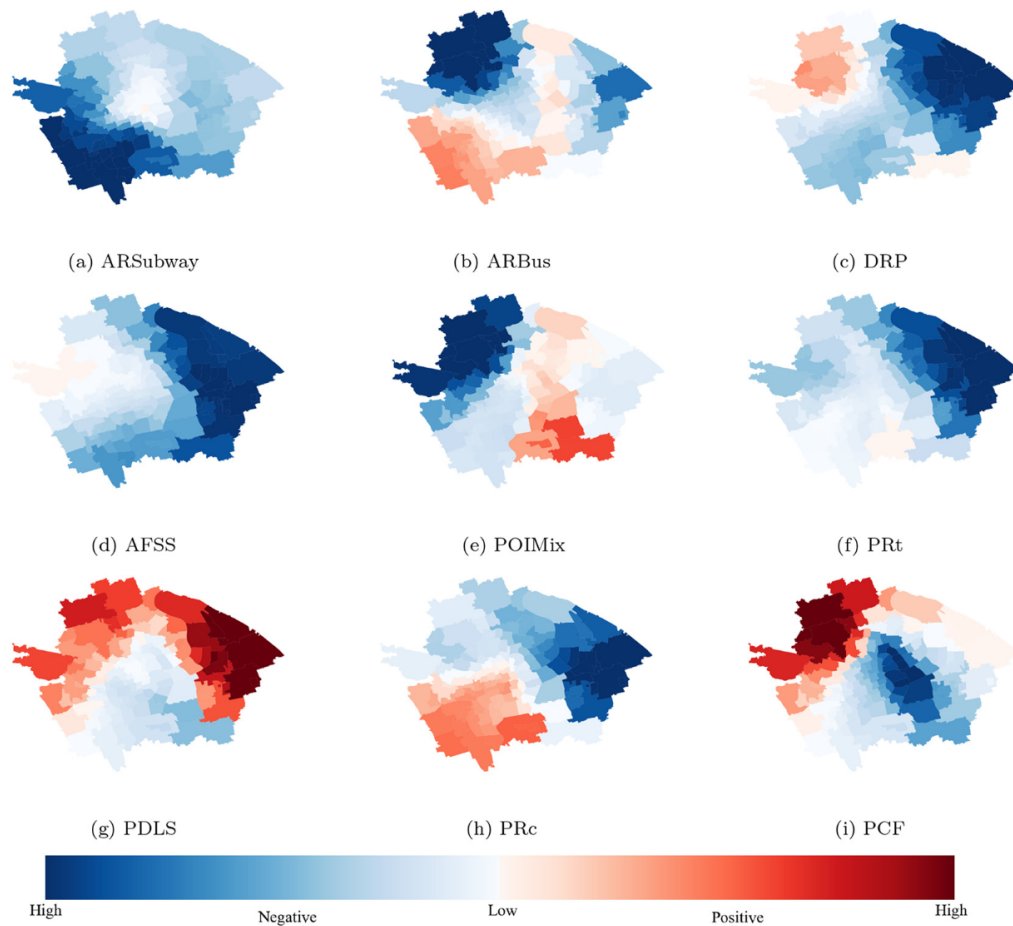 (a) ARSubway
(b) ARBus
(c) DRP
(d) AFSS
(e) POIMix
(f) PRt
(g) PDLS
(h) PRc
(i) PCF
High Negative Low Positive High